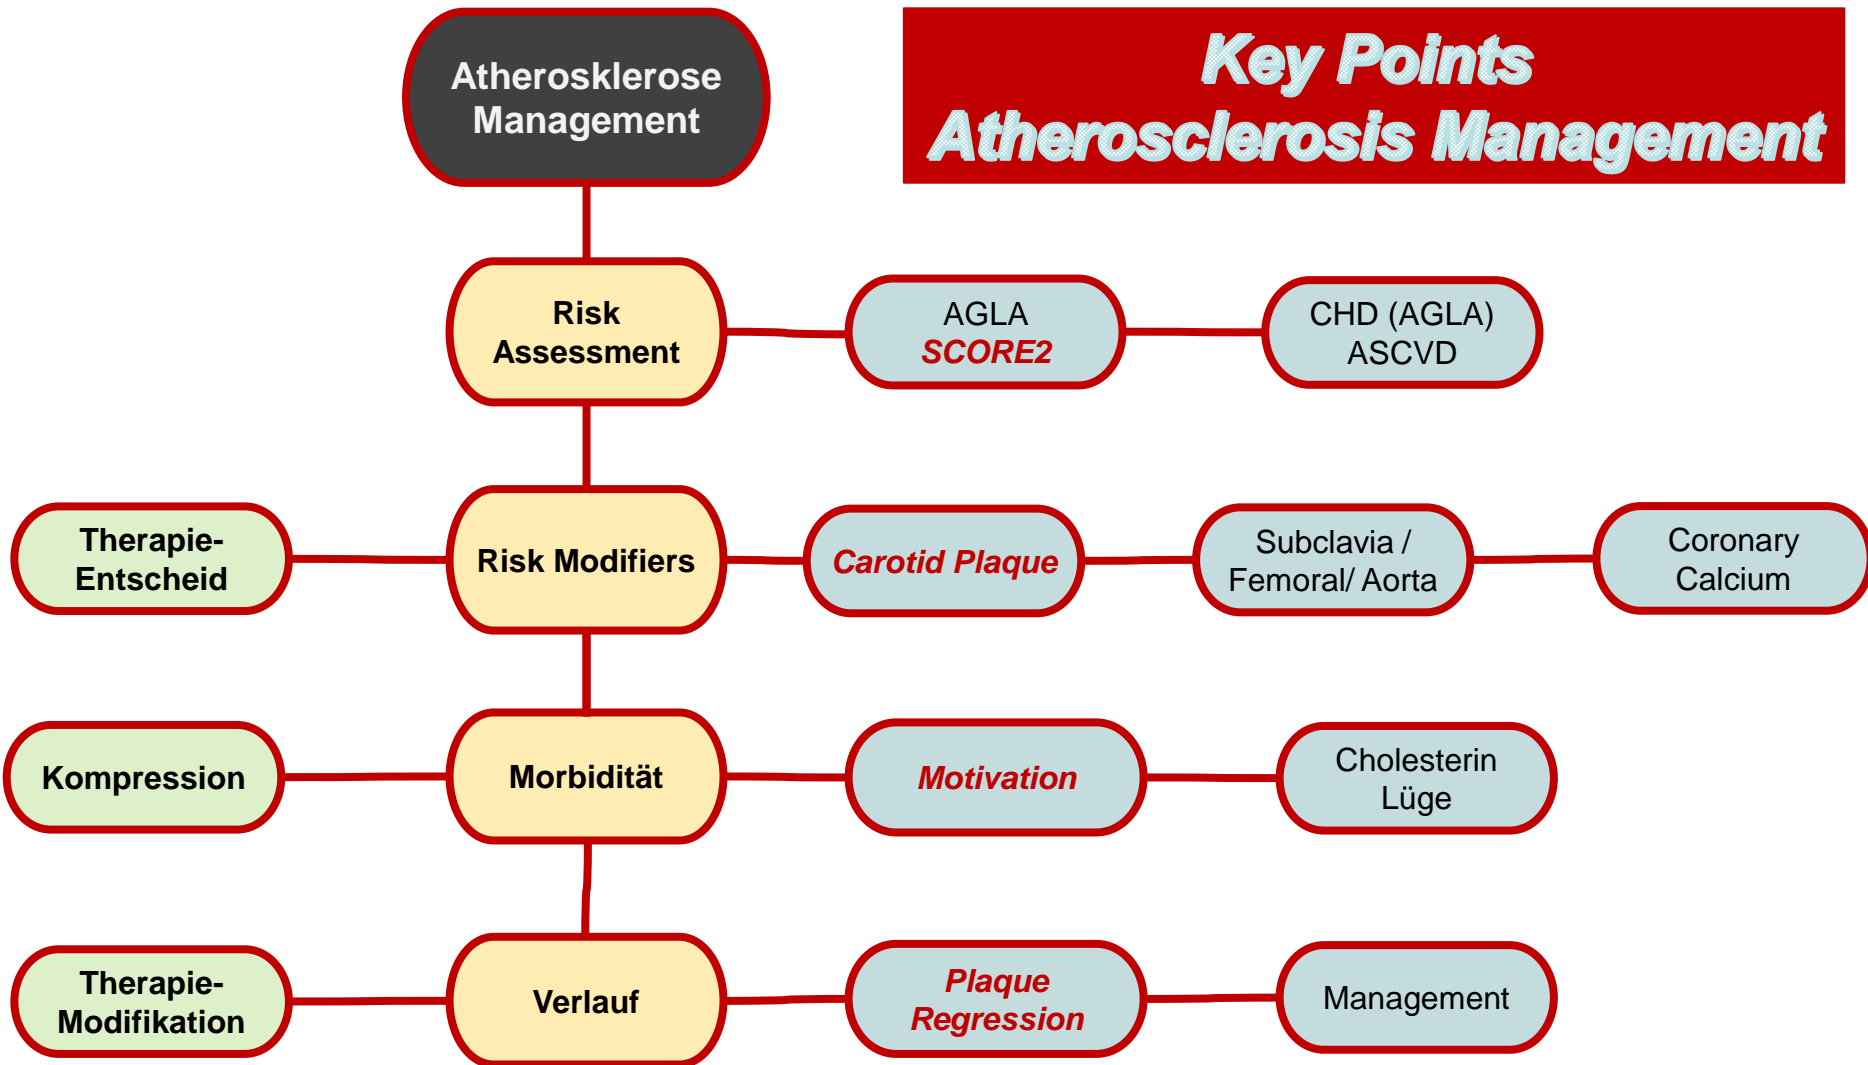 Atherosklerose
Management
Key Points
Atherosclerosis Management
Risk
Assessment
AGLA
SCORE2
CHD (AGLA)
ASCVD
Therapie-
Entscheid
Risk Modifiers
Carotid Plaque
Subclavia /
Femoral/ Aorta
Coronary
Calcium
Kompression
Morbidität
Motivation
Cholesterin
Lüge
Therapie-
Modifikation
Verlauf
Plaque
Regression
Management